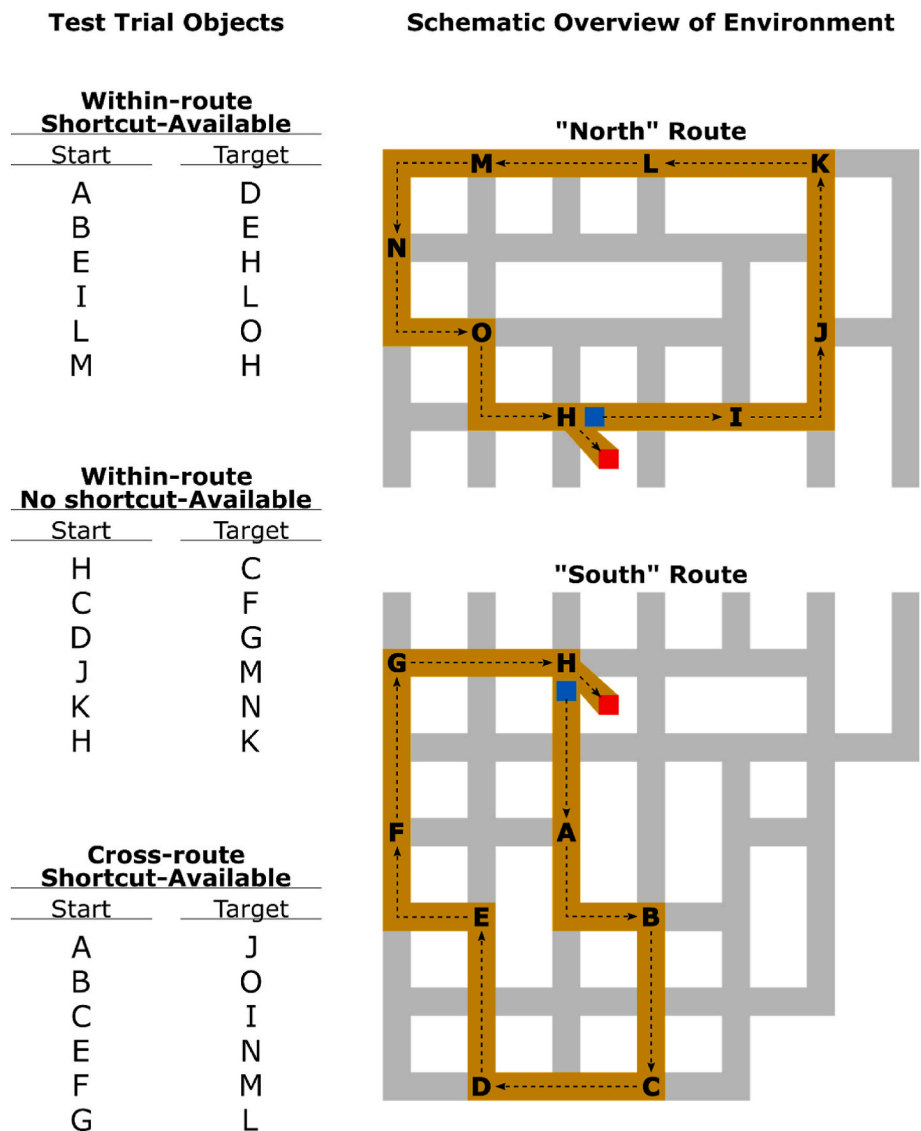 Test Trial Objects
Schematic Overview of Environment
Within-route
Shortcut-Available
Start Target
A D
B E
E H
I L
L O
M H
Within-route
No shortcut-Available
Start Target
H C
C F
D G
J M
K N
H K
Cross-route
Shortcut-Available
Start Target
A J
B O
C I
E N
F M
G L
"North" Route
M L K
N
O J
H I
"South" Route
G H
F A
E B
D C